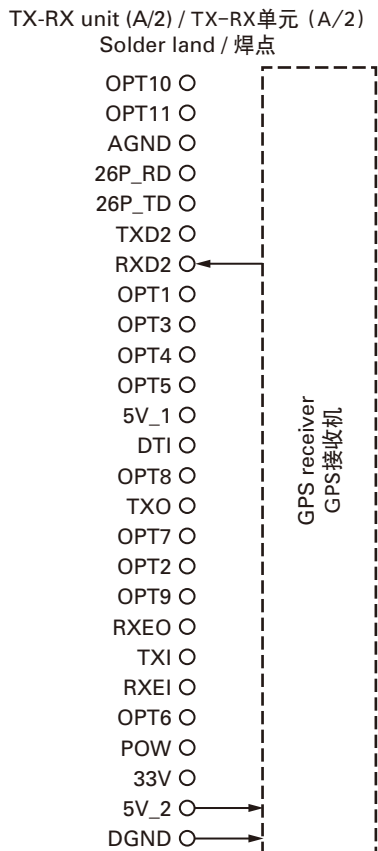 TX-RX unit (A/2) / TX-RX单元 (A/2)
Solder land / 焊点
OPT10
OPT11
AGND
26P_RD
26P_TD
TXD2
RXD2
OPT1
OPT3
OPT4
OPT5
5V_1
DTI
OPT8
TXO
OPT7
OPT2
OPT9
RXEO
TXI
RXEI
OPT6
POW
33V
5V_2
DGND
GPS receiver
GPS接收机